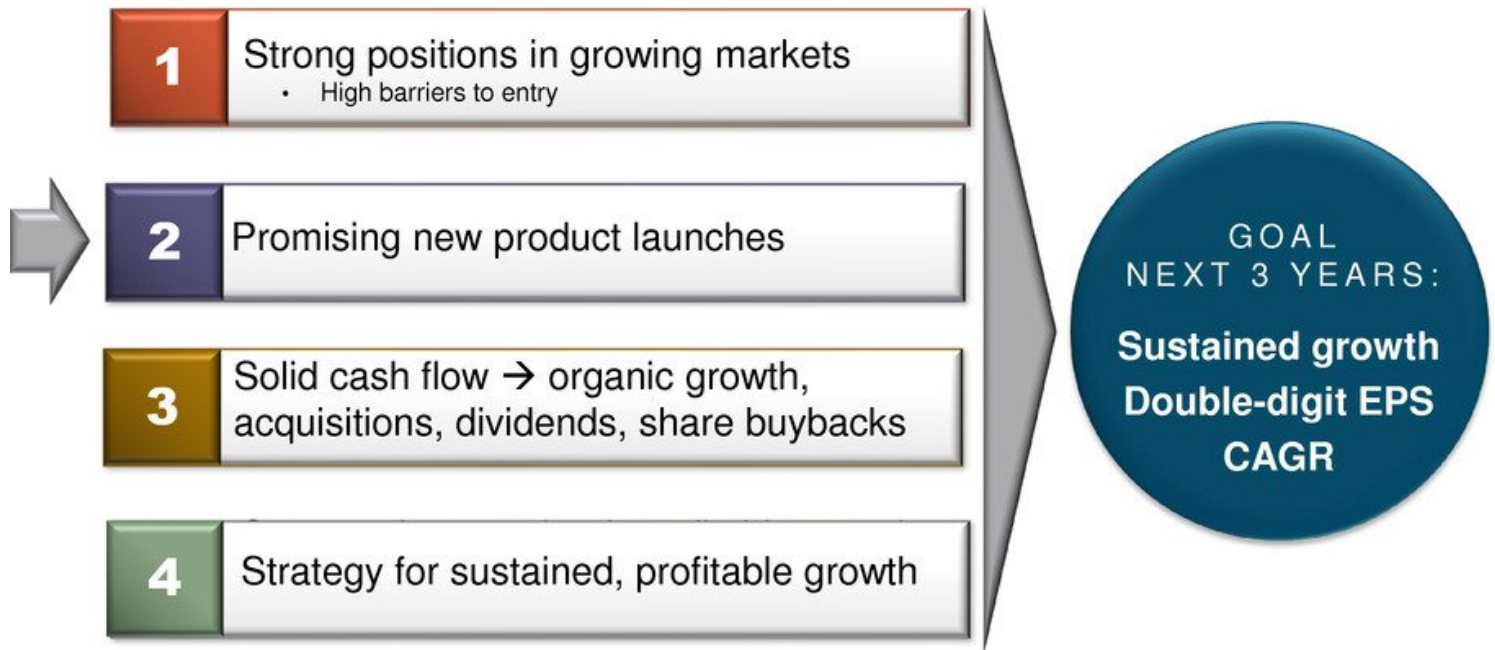 1
Strong positions in growing markets
• High barriers to entry
2
Promising new product launches
3
Solid cash flow → organic growth,
acquisitions, dividends, share buybacks
4
Strategy for sustained, profitable growth
GOAL
NEXT 3 YEARS:
Sustained growth
Double-digit EPS
CAGR